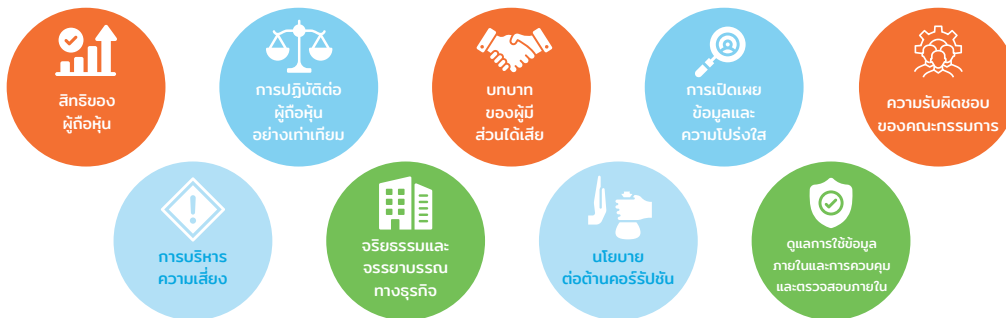 สิทธิของ
ผู้ถือหุ้น
การปฏิบัติต่อ
ผู้ถือหุ้น
อย่างเท่าเทียม
บทบาท
ของผู้มี
ส่วนได้เสีย
การเปิดเผย
ข้อมูลและ
ความโปร่งใส
ความรับผิดชอบ
ของคณะกรรมการ
การบริหาร
ความเสี่ยง
จริยธรรมและ
จรรยาบรรณ
ทางธุรกิจ
นโยบาย
ต่อต้านคอร์รัปชัน
ดูแลการใช้ข้อมูล
ภายในและการควบคุม
และตรวจสอบภายใน